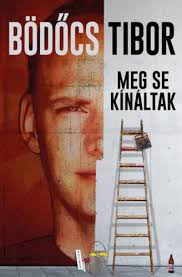 BÖDŐCS TIBOR
MEG SE
KÍNÁLTAK